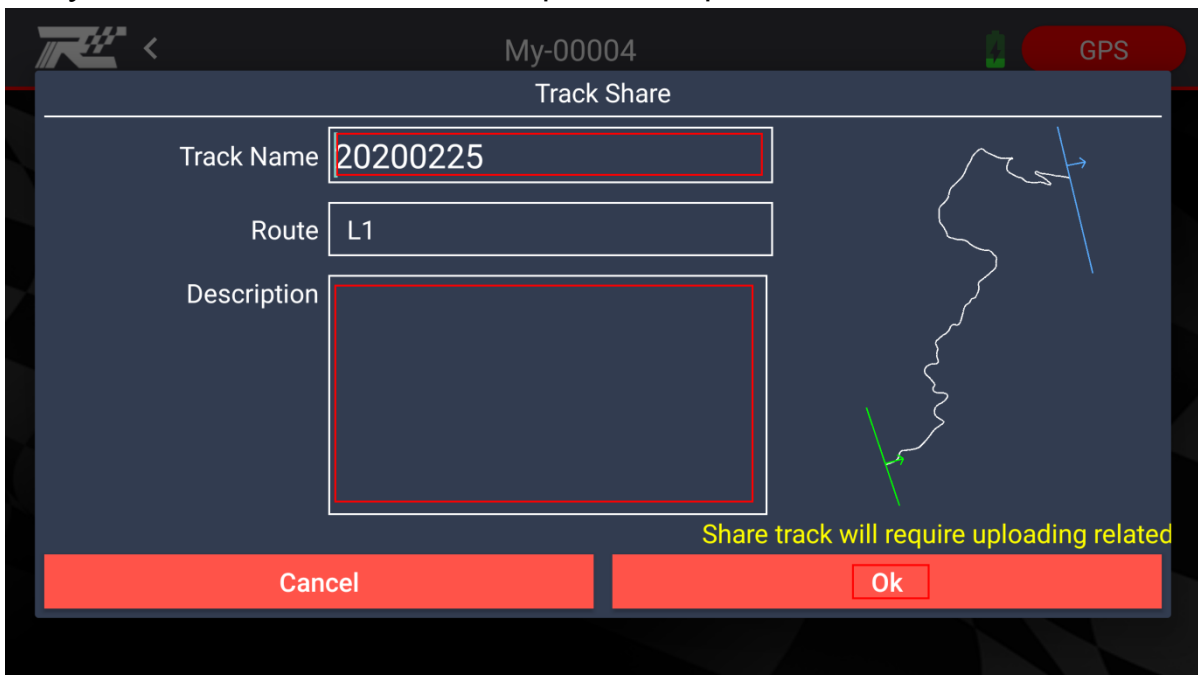 My-00004
GPS
Track Share
Track Name 20200225
Route L1
Description
Share track will require uploading related
Cancel
Ok